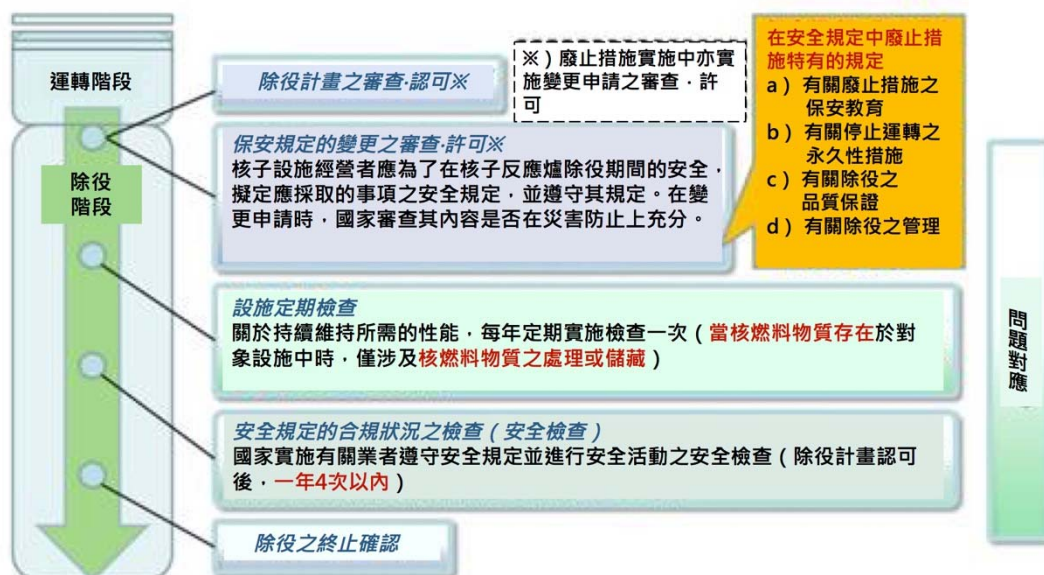 運轉階段
除役
階段
除役計畫之審查‧認可※
※）廢止措施實施中亦實
施變更申請之審查．許
可
保安規定的變更之審查‧許可※
核子設施經營者應為了在核子反應爐除役期間的安全，
擬定應採取的事項之安全規定，並遵守其規定。在變
更申請時，國家審查其內容是否在災害防止上充分。
在安全規定中廢止措
施特有的規定
a ）有關廢止措施之
保安教育
b ）有關停止運轉之
永久性措施
c ）有關除役之
品質保證
d ）有關除役之管理
設施定期檢查
關於持續維持所需的性能，每年定期實施檢查一次（當核燃料物質存在於對
象設施中時，僅涉及核燃料物質之處理或儲藏）
安全規定的合規狀況之檢查（安全檢查）
國家實施有關業者遵守安全規定並進行安全活動之安全檢查（除役計畫認可
後，一年4次以內）
除役之終止確認
問題對應